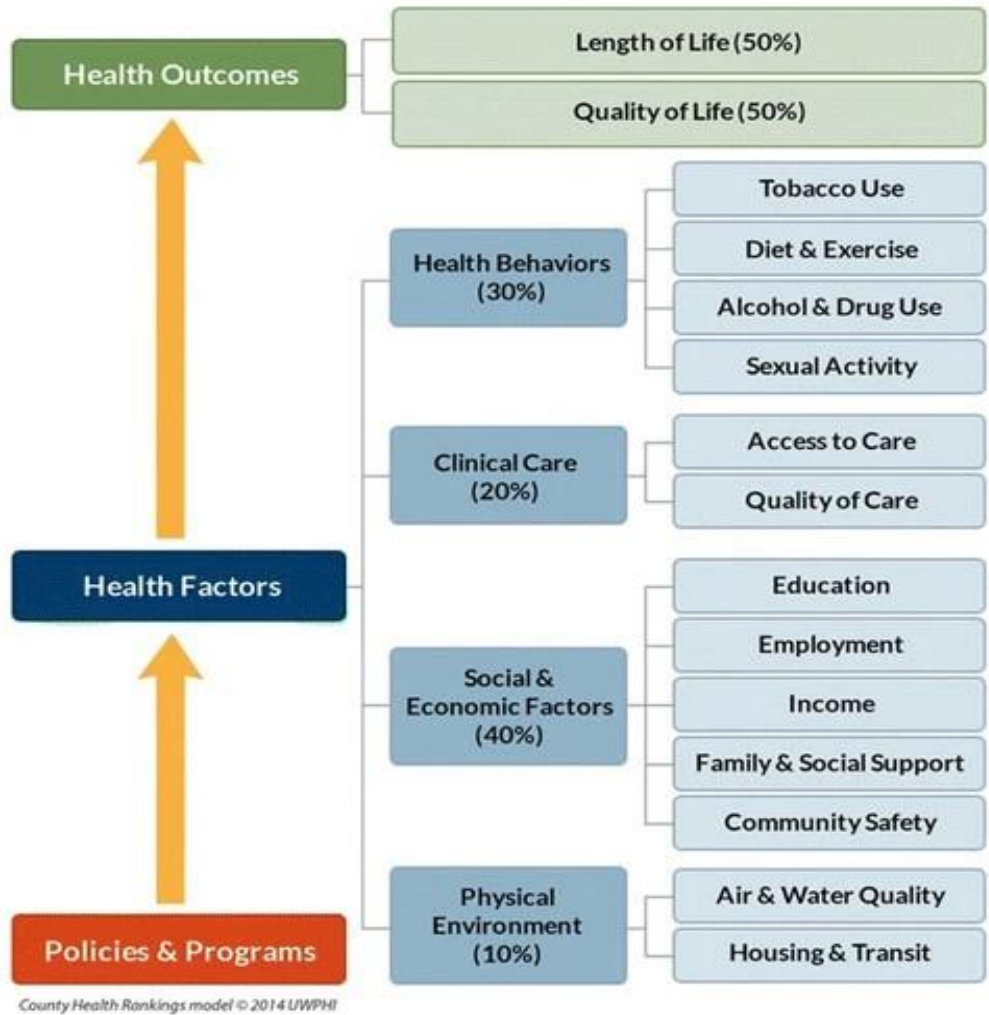 Health Outcomes
Length of Life (50%)
Quality of Life (50%)
Health Factors
Health Behaviors
(30%)
Tobacco Use
Diet & Exercise
Alcohol & Drug Use
Sexual Activity
Clinical Care
(20%)
Access to Care
Quality of Care
Social &
Economic Factors
(40%)
Education
Employment
Income
Family & Social Support
Community Safety
Physical
Environment
(10%)
Air & Water Quality
Housing & Transit
Policies & Programs
County Health Rankings model © 2014 UWPHI